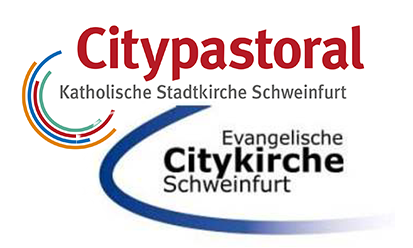 Citypastoral
Katholische Stadtkirche Schweinfurt
Evangelische
Citykirche
Schweinfurt